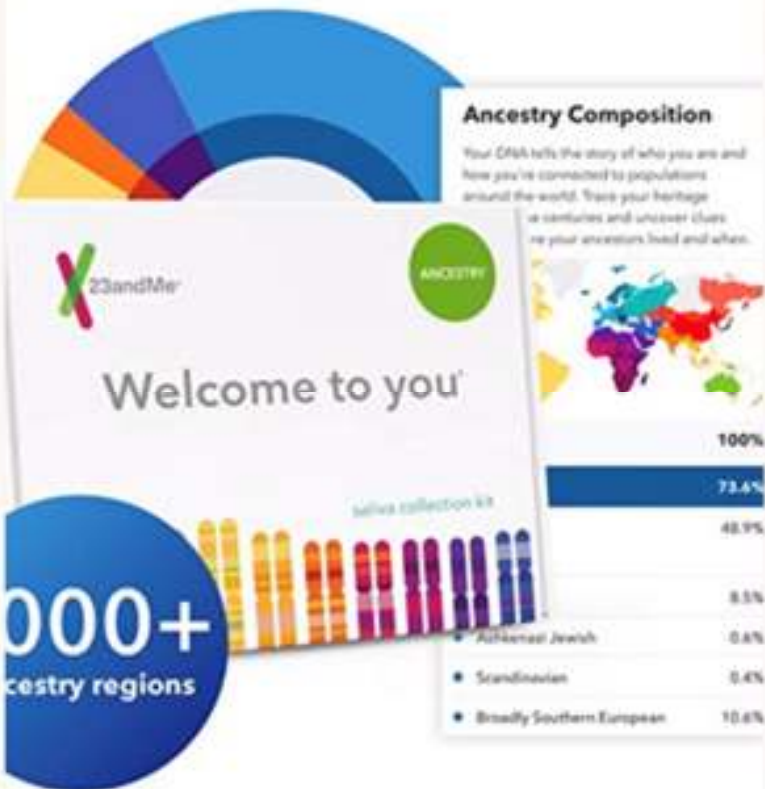 Ancestry Composition
Your DNA tells the story of who you are and
how you're connected to populations
around the world. Trace your heritage
centuries and uncover clues
your ancestors lived and when.
23andMe
ANCESTRY
Welcome to you
saliva collection kit
100%
73.6%
8.5%
Ashkenazi Jewish 0.6%
Scandinavian 0.4%
Broadly Southern European 10.6%
000+
cestry regions